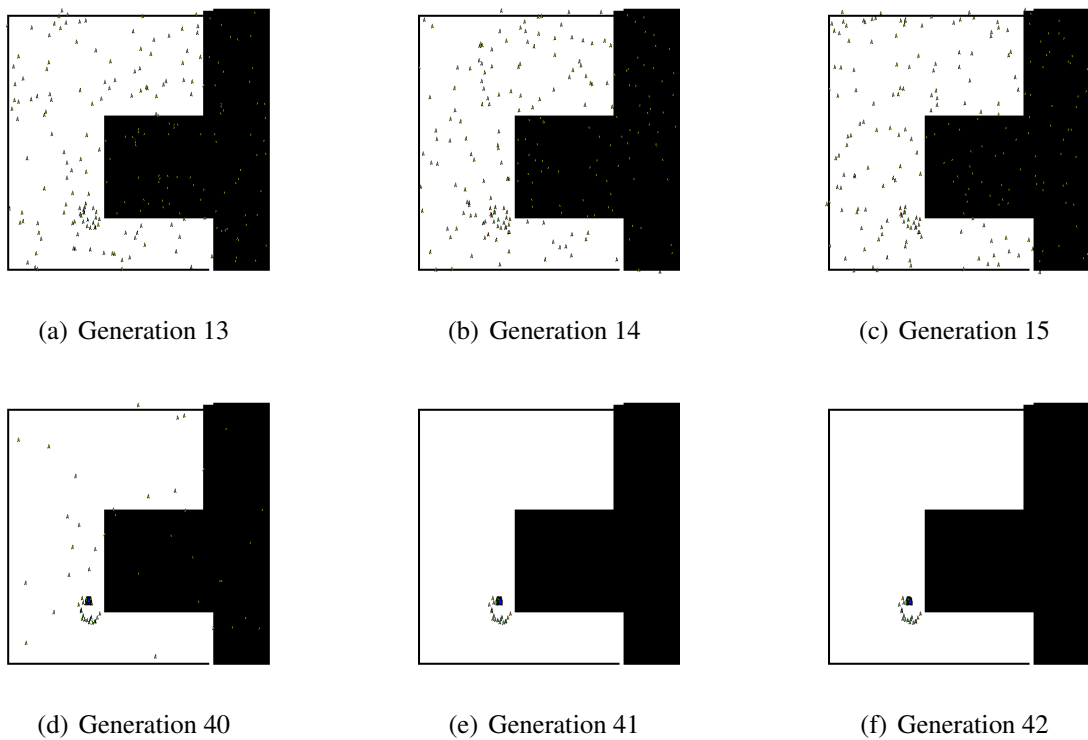 (a) Generation 13
(b) Generation 14
(c) Generation 15
(d) Generation 40
(e) Generation 41
(f) Generation 42